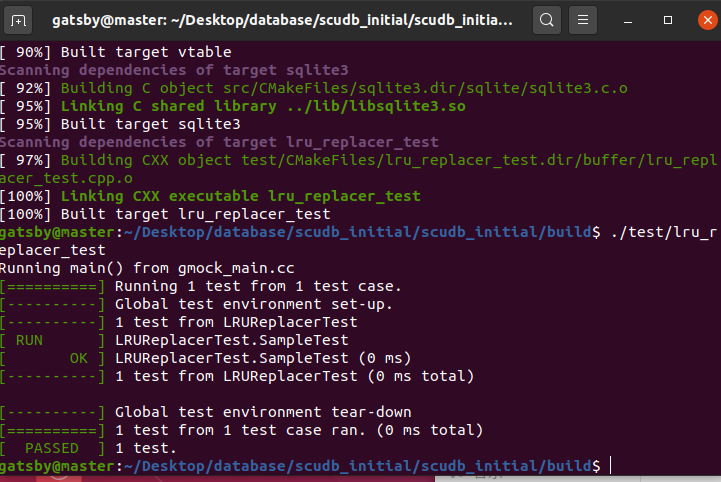 gatsby@master: ~/Desktop/database/scudb_initial/scudb_initia...
[ 90%] Built target vtable
Scanning dependencies of target sqlite3
[ 92%] Building C object src/CMakeFiles/sqlite3.dir/sqlite/sqlite3.c.o
[ 95%] Linking C shared library ../lib/libsqlite3.so
[ 95%] Built target sqlite3
Scanning dependencies of target lru_replacer_test
[ 97%] Building CXX object test/CMakeFiles/lru_replacer_test.dir/buffer/lru_repl
acer_test.cpp.o
[100%] Linking CXX executable lru_replacer_test
[100%] Built target lru_replacer_test
gatsby@master:~/Desktop/database/scudb_initial/scudb_initial/build$ ./test/lru_r
eplacer_test
Running main() from gmock_main.cc
[==========] Running 1 test from 1 test case.
[----------] Global test environment set-up.
[----------] 1 test from LRUReplacerTest
[ RUN      ] LRUReplacerTest.SampleTest
[       OK ] LRUReplacerTest.SampleTest (0 ms)
[----------] 1 test from LRUReplacerTest (0 ms total)

[----------] Global test environment tear-down
[==========] 1 test from 1 test case ran. (0 ms total)
[  PASSED  ] 1 test.
gatsby@master:~/Desktop/database/scudb_initial/scudb_initial/build$